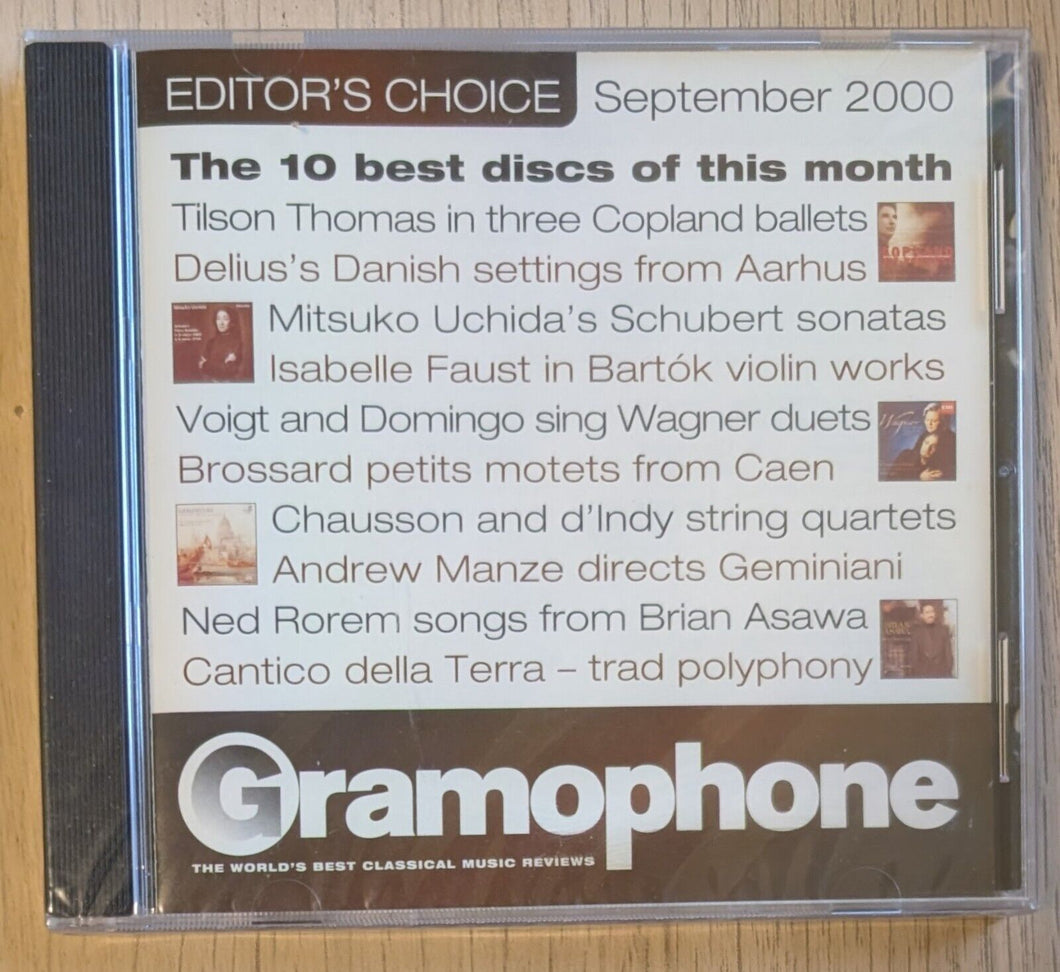 EDITOR'S CHOICE September 2000
The 10 best discs of this month
Tilson Thomas in three Copland ballets
Delius's Danish settings from Aarhus
Mitsuko Uchida's Schubert sonatas
Isabelle Faust in Bartók violin works
Voigt and Domingo sing Wagner duets
Brossard petits motets from Caen
Chausson and d'Indy string quartets
Andrew Manze directs Geminiani
Ned Rorem songs from Brian Asawa
Cantico della Terra – trad polyphony
Gramophone
THE WORLD'S BEST CLASSICAL MUSIC REVIEWS